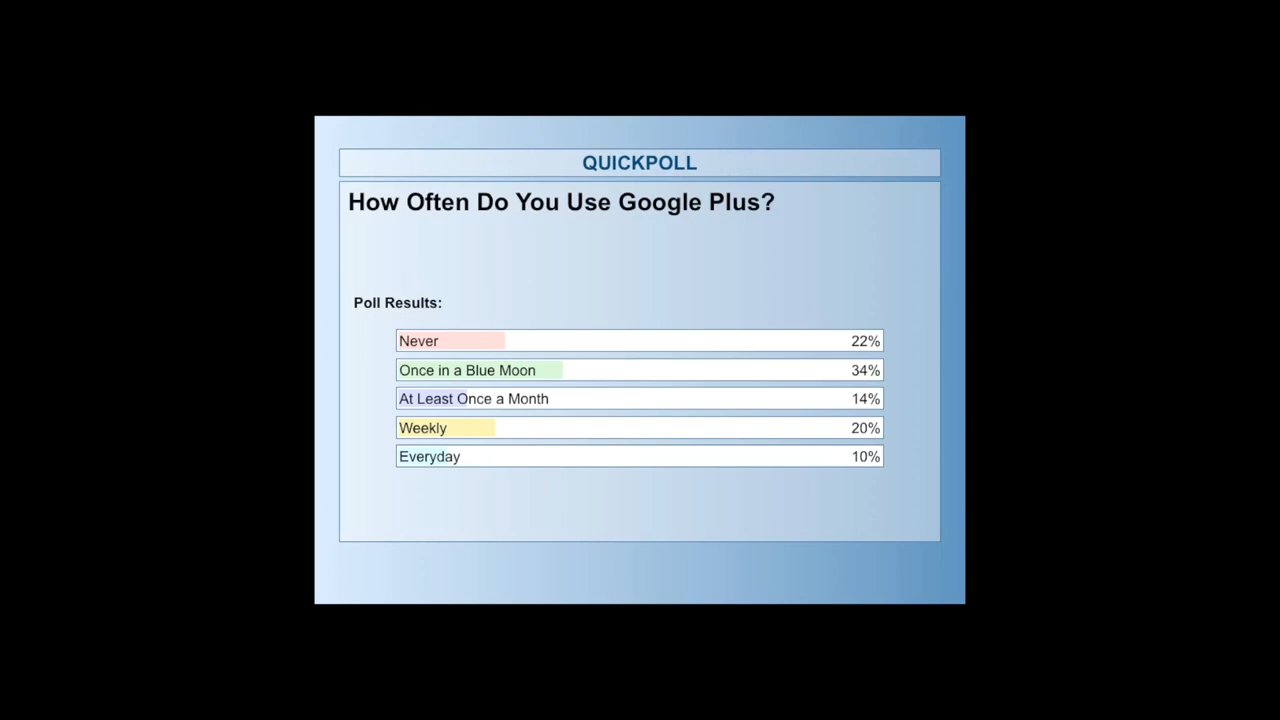 QUICKPOLL
How Often Do You Use Google Plus?
Poll Results:
Never 22%
Once in a Blue Moon 34%
At Least Once a Month 14%
Weekly 20%
Everyday 10%